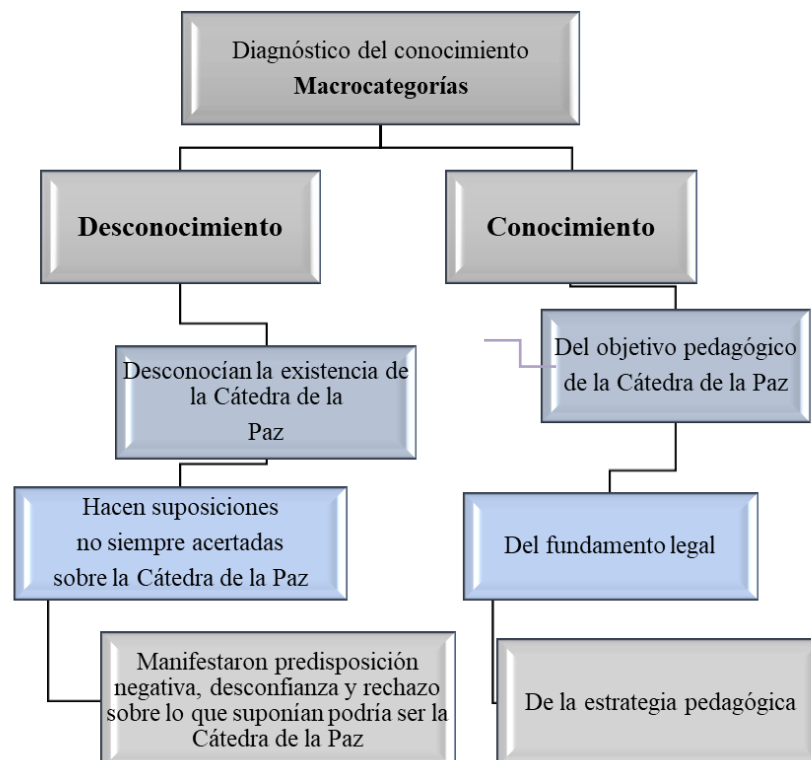 Diagnóstico del conocimiento
Macrocategorías
Desconocimiento
Conocimiento
Desconocían la existencia de
la Cátedra de la
Paz
Del objetivo pedagógico
de la Cátedra de la Paz
Hacen suposiciones
no siempre acertadas
sobre la Cátedra de la Paz
Del fundamento legal
Manifestaron predisposición
negativa, desconfianza y rechazo
sobre lo que suponían podría ser la
Cátedra de la Paz
De la estrategia pedagógica